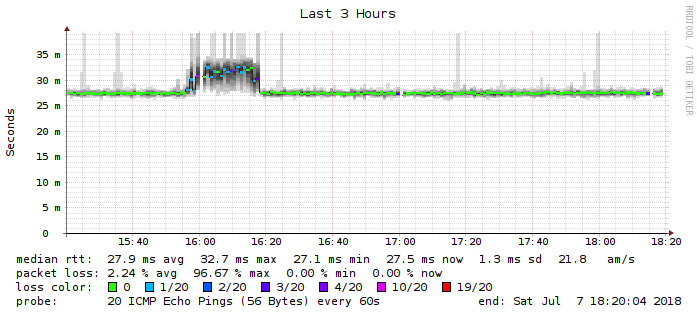 Last 3 Hours
RRDTOOL / TOBI OETIKER
Seconds
35 m
30 m
25 m
20 m
15 m
10 m
5 m
0
15:40 16:00 16:20 16:40 17:00 17:20 17:40 18:00 18:20
median rtt: 27.9 ms avg 32.7 ms max 27.1 ms min 27.5 ms now 1.3 ms sd 21.8 am/s
packet loss: 2.24 % avg 96.67 % max 0.00 % min 0.00 % now
loss color: 0 1/20 2/20 3/20 4/20 10/20 19/20
probe: 20 ICMP Echo Pings (56 Bytes) every 60s end: Sat Jul 7 18:20:04 2018